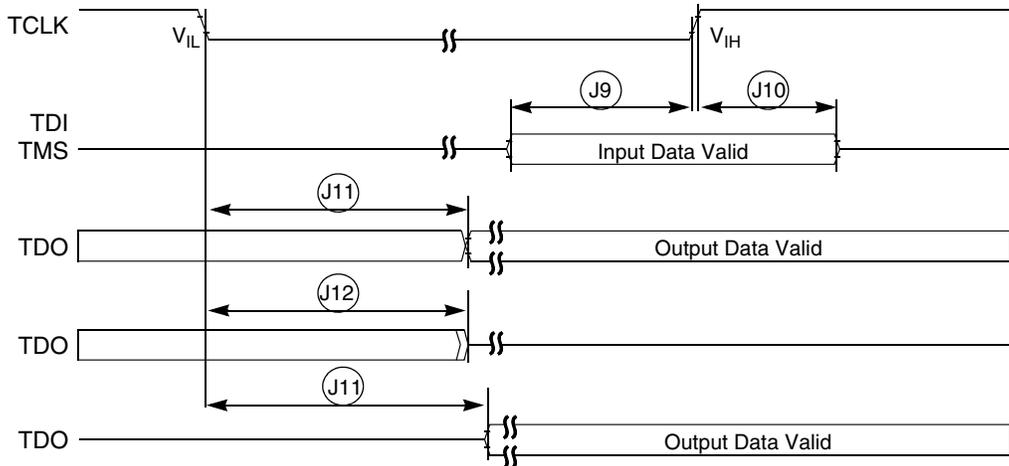 TCLK
VIL
VIH
J9
J10
TDI
TMS
Input Data Valid
J11
TDO
Output Data Valid
J12
TDO
J11
TDO
Output Data Valid